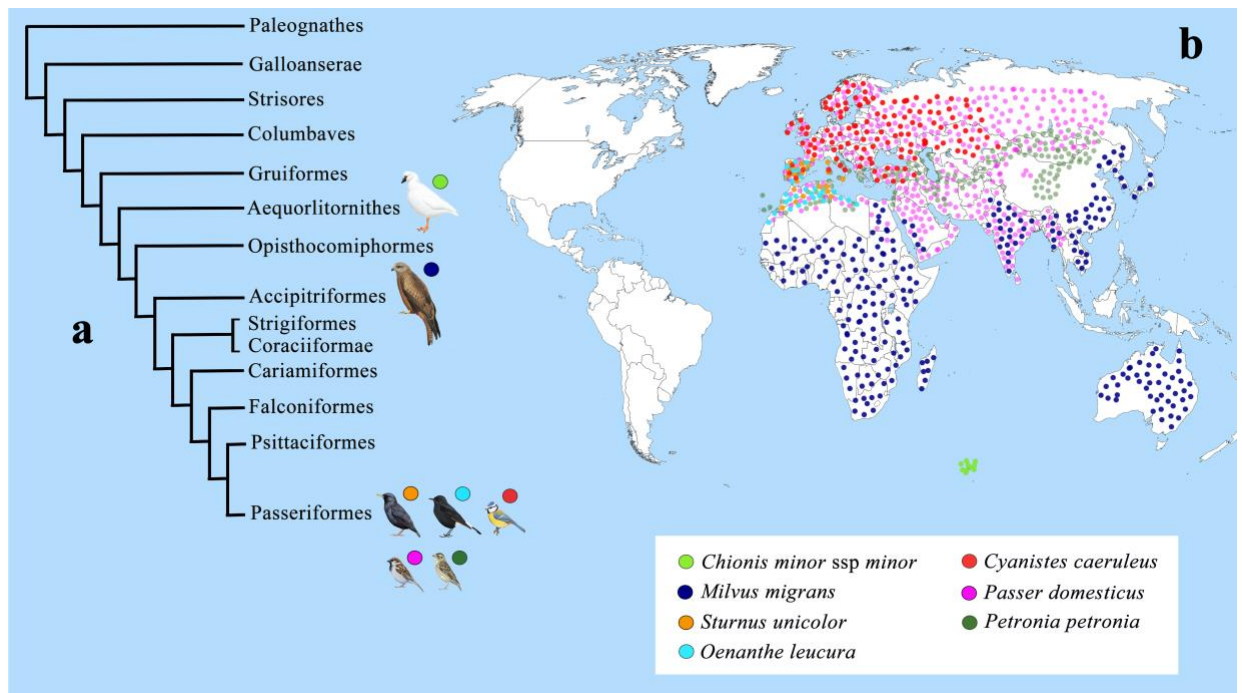 a
b
Paleognathes
Galloanserae
Strisores
Columbaves
Gruiformes
Aequorlitornithes
Opisthocomiphormes
Accipitriformes
Strigiformes
Coraciiformae
Cariamiformes
Falconiformes
Psittaciformes
Passeriformes
Chionis minor ssp minor
Milvus migrans
Sturnus unicolor
Oenanthe leucura
Cyanistes caeruleus
Passer domesticus
Petronia petronia